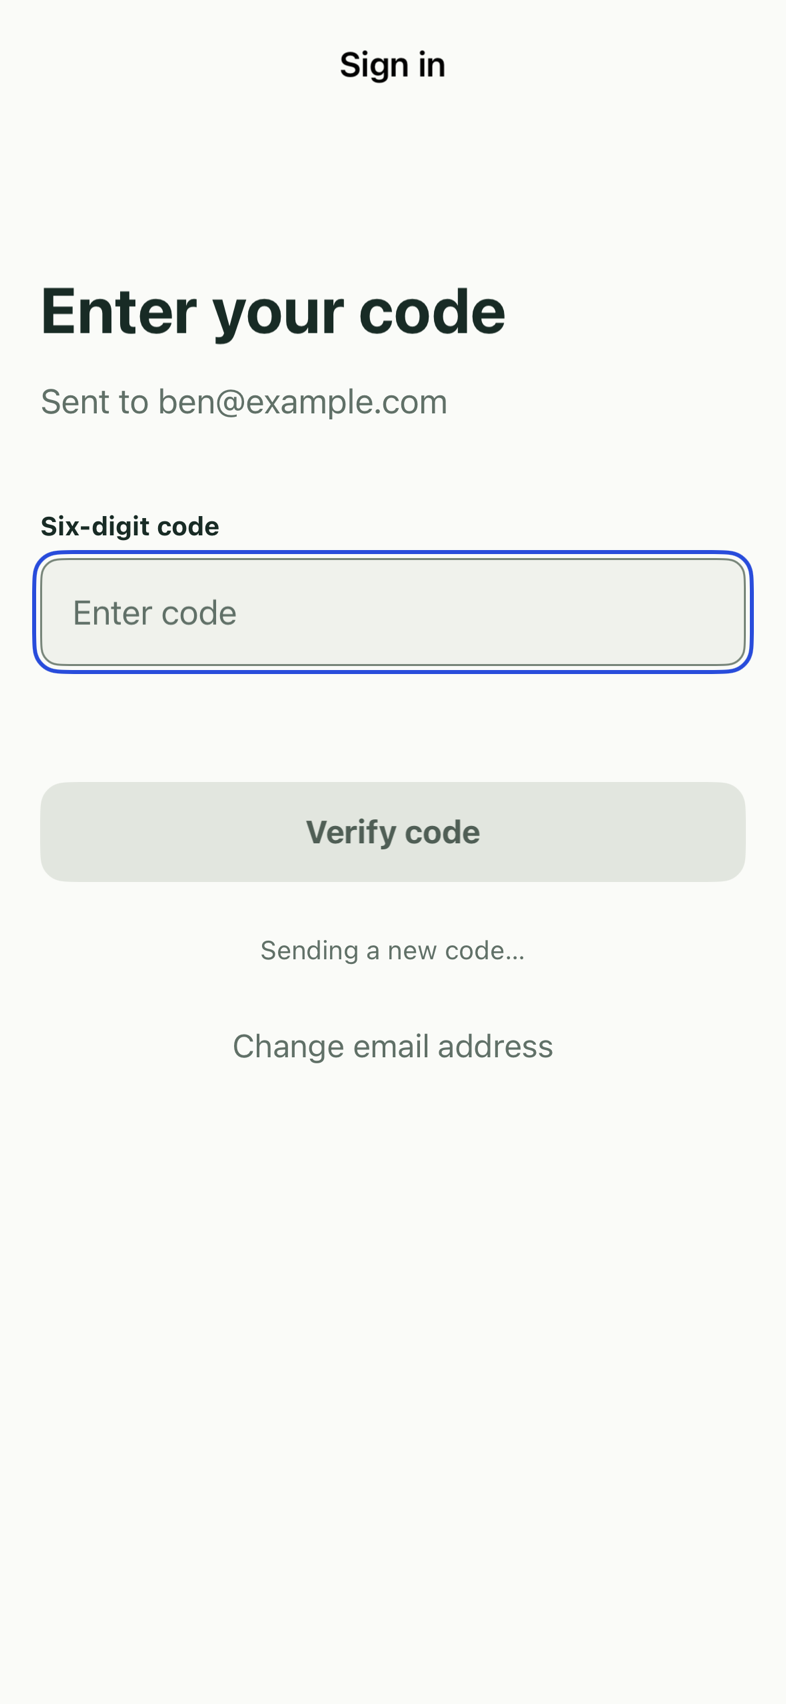 Sign in
Enter your code
Sent to ben@example.com
Six-digit code
Enter code
Verify code
Sending a new code...
Change email address